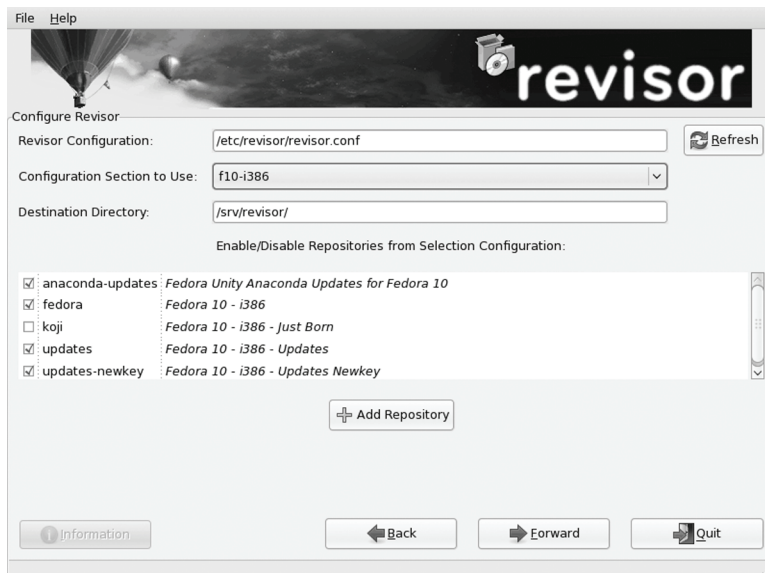 File Help
revisor
Configure Revisor
Revisor Configuration: /etc/revisor/revisor.conf Refresh
Configuration Section to Use: f10-i386
Destination Directory: /srv/revisor/
Enable/Disable Repositories from Selection Configuration:
anaconda-updates Fedora Unity Anaconda Updates for Fedora 10
fedora Fedora 10 - i386
koji Fedora 10 - i386 - Just Born
updates Fedora 10 - i386 - Updates
updates-newkey Fedora 10 - i386 - Updates Newkey
Add Repository
Information Back Forward Quit